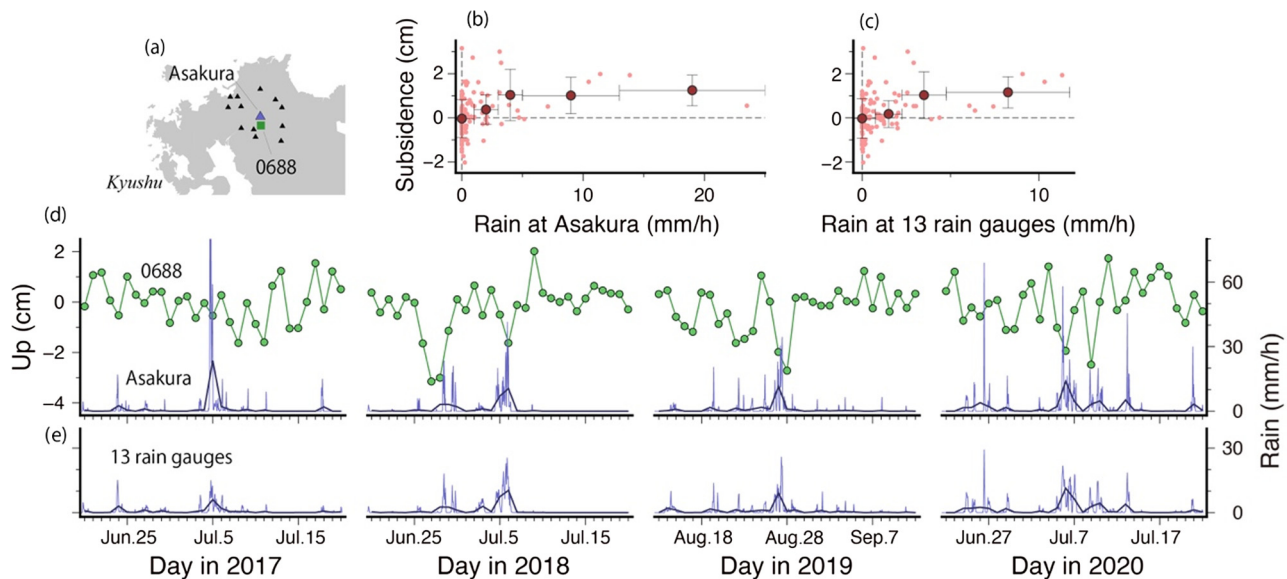 (a)
Asakura
0688
Kyushu
(b)
Subsidence (cm)
2
0
−2
0 10 20
Rain at Asakura (mm/h)
(c)
2
0
−2
0 10
Rain at 13 rain gauges (mm/h)
(d)
Up (cm)
2
0
−2
−4
0688
Asakura
60
30
0
Rain (mm/h)
(e)
13 rain gauges
30
0
Jun.25 Jul.5 Jul.15
Day in 2017
Jun.25 Jul.5 Jul.15
Day in 2018
Aug.18 Aug.28 Sep.7
Day in 2019
Jun.27 Jul.7 Jul.17
Day in 2020